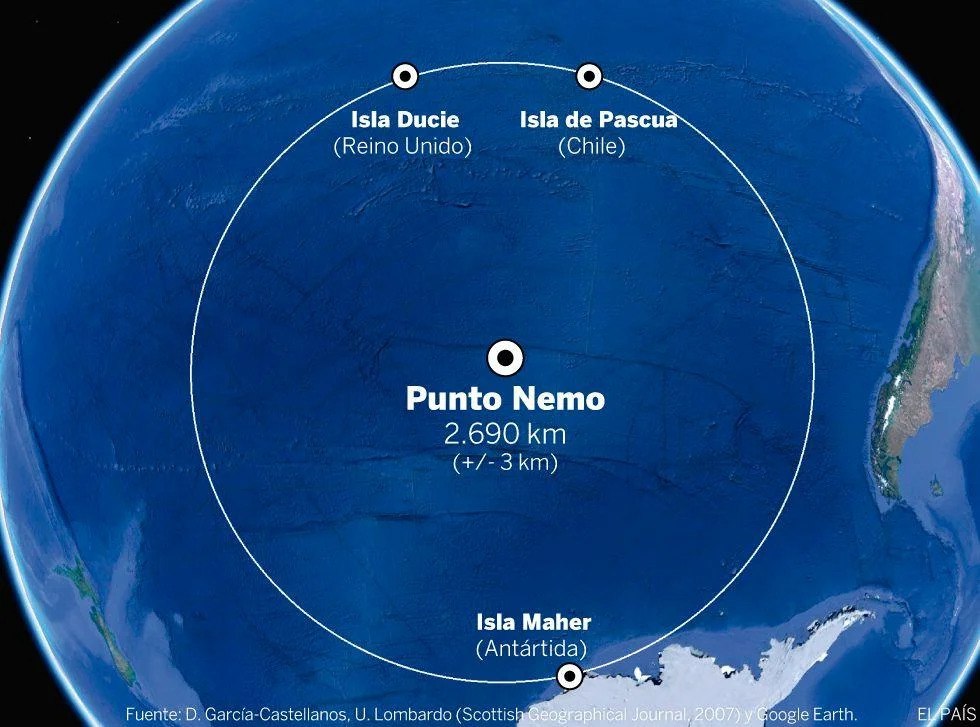 Isla Ducie
(Reino Unido)
Isla de Pascua
(Chile)
Punto Nemo
2.690 km
(+/- 3 km)
Isla Maher
(Antártida)
Fuente: D. García-Castellanos, U. Lombardo (Scottish Geographical Journal, 2007) y Google Earth.
EL PAÍS